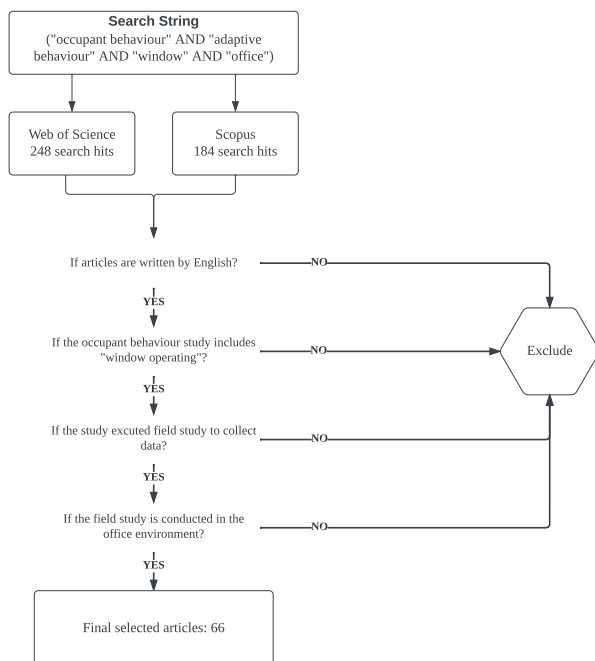 Search String
("occupant behaviour" AND "adaptive
behaviour" AND "window" AND "office")
Web of Science
248 search hits
Scopus
184 search hits
If articles are written by English?
NO
YES
If the occupant behaviour study includes
"window operating"?
NO
Exclude
YES
If the study excuted field study to collect
data?
NO
YES
If the field study is conducted in the
office environment?
NO
YES
Final selected articles: 66